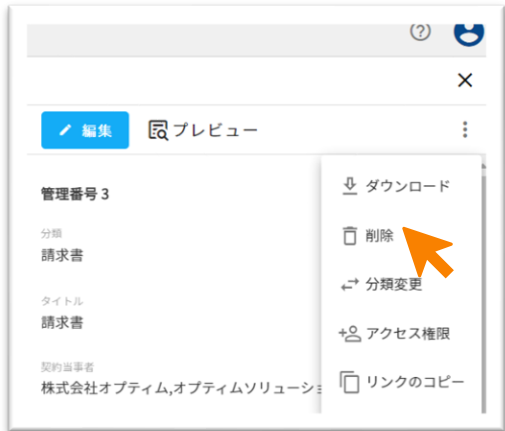 編集
プレビュー
ダウンロード
管理番号 3
削除
分類
請求書
分類変更
タイトル
請求書
アクセス権限
契約当事者
株式会社オプティム,オプティムソリューショ
リンクのコピー